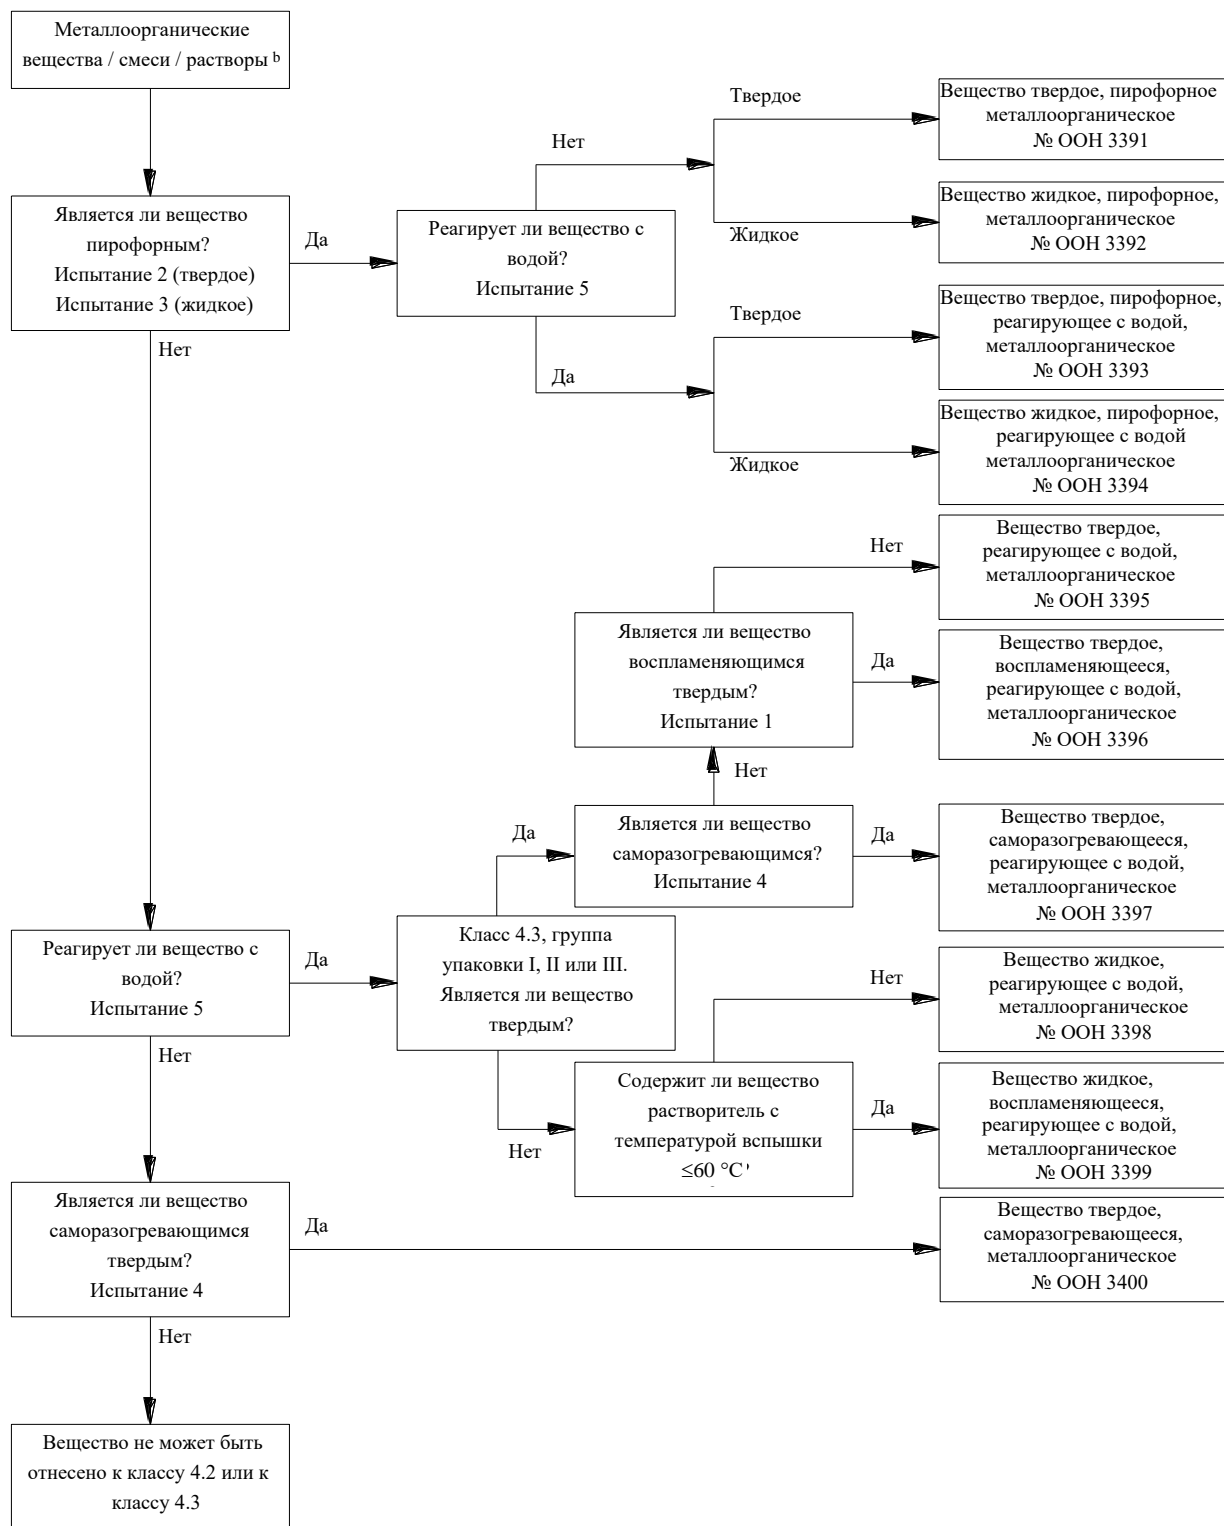 Металлоорганические
вещества / смеси / растворы ᵇ
Твердое
Вещество твердое, пирофорное
металлоорганическое
№ ООН 3391
Нет
Является ли вещество
пирофорным?
Испытание 2 (твердое)
Испытание 3 (жидкое)
Да
Реагирует ли вещество с
водой?
Испытание 5
Жидкое
Вещество жидкое, пирофорное,
металлоорганическое
№ ООН 3392
Твердое
Вещество твердое, пирофорное,
реагирующее с водой,
металлоорганическое
№ ООН 3393
Нет
Да
Жидкое
Вещество жидкое, пирофорное,
реагирующее с водой
металлоорганическое
№ ООН 3394
Нет
Вещество твердое,
реагирующее с водой,
металлоорганическое
№ ООН 3395
Является ли вещество
воспламеняющимся
твердым?
Испытание 1
Да
Вещество твердое,
воспламеняющееся,
реагирующее с водой,
металлоорганическое
№ ООН 3396
Нет
Да
Является ли вещество
саморазогревающимся?
Испытание 4
Да
Вещество твердое,
саморазогревающееся,
реагирующее с водой,
металлоорганическое
№ ООН 3397
Реагирует ли вещество с
водой?
Испытание 5
Да
Класс 4.3, группа
упаковки I, II или III.
Является ли вещество
твердым?
Нет
Вещество жидкое,
реагирующее с водой,
металлоорганическое
№ ООН 3398
Нет
Нет
Содержит ли вещество
растворитель с
температурой вспышки
≤60 °C
Да
Вещество жидкое,
воспламеняющееся,
реагирующее с водой,
металлоорганическое
№ ООН 3399
Является ли вещество
саморазогревающимся
твердым?
Испытание 4
Да
Вещество твердое,
саморазогревающееся,
металлоорганическое
№ ООН 3400
Нет
Вещество не может быть
отнесено к классу 4.2 или к
классу 4.3